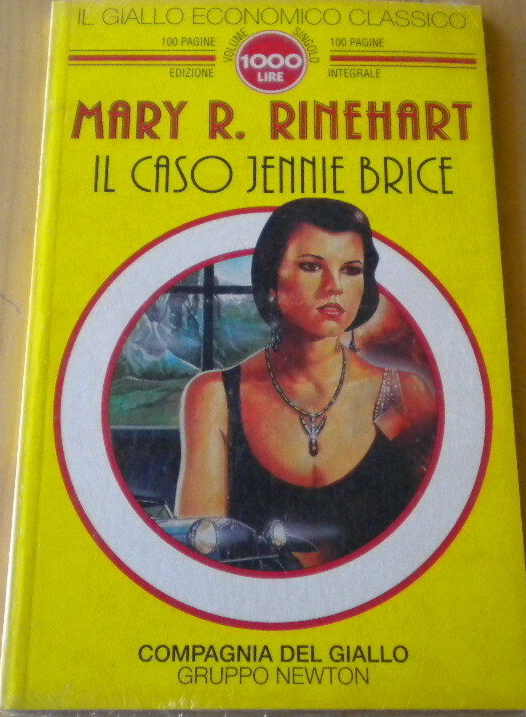 IL GIALLO ECONOMICO CLASSICO
100 PAGINE VOLUME SINGOLO 100 PAGINE
1000
LIRE
EDIZIONE INTEGRALE
MARY R. RINEHART
IL CASO JENNIE BRICE
COMPAGNIA DEL GIALLO
GRUPPO NEWTON